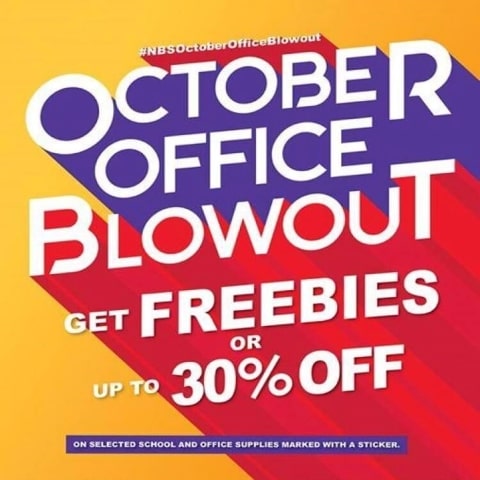 #NBSOctoberOfficeBlowout
OCTOBER
OFFICE
BLOWOUT
GET FREEBIES
OR
UP TO 30% OFF
ON SELECTED SCHOOL AND OFFICE SUPPLIES MARKED WITH A STICKER.